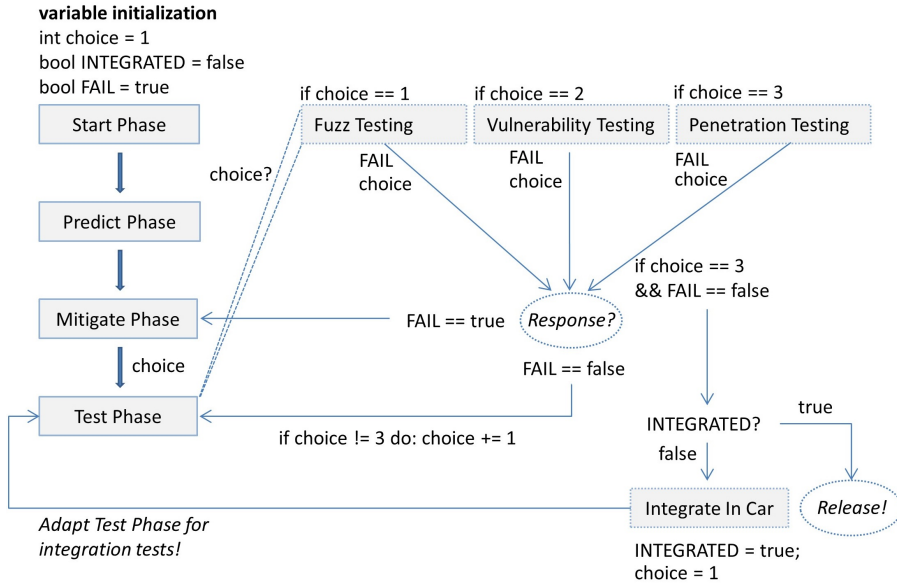 variable initialization
int choice = 1
bool INTEGRATED = false
bool FAIL = true
Start Phase
Predict Phase
Mitigate Phase
choice
Test Phase
choice?
if choice == 1
Fuzz Testing
FAIL
choice
if choice == 2
Vulnerability Testing
FAIL
choice
if choice == 3
Penetration Testing
FAIL
choice
Response?
FAIL == true
FAIL == false
if choice != 3 do: choice += 1
if choice == 3
&& FAIL == false
INTEGRATED?
true
false
Integrate In Car
Release!
INTEGRATED = true;
choice = 1
Adapt Test Phase for
integration tests!